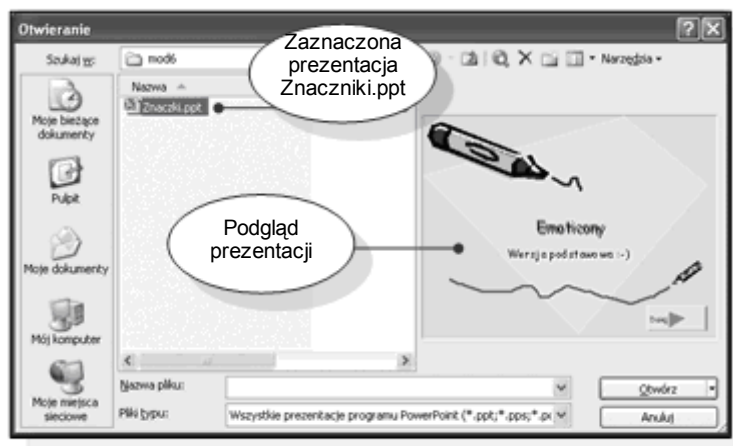 Otwieranie
Szukaj w:
mod6
Narzędzia
Zaznaczona
prezentacja
Znaczniki.ppt
Nazwa
Znaczki.ppt
Moje bieżące
dokumenty
Pulpit
Moje dokumenty
Mój komputer
Moje miejsca
sieciowe
Podgląd
prezentacji
Emoticony
Wersja podstawowa :-)
Nazwa pliku:
Otwórz
Pliki typu:
Wszystkie prezentacje programu PowerPoint (*.ppt;*.pps;*.po
Anuluj